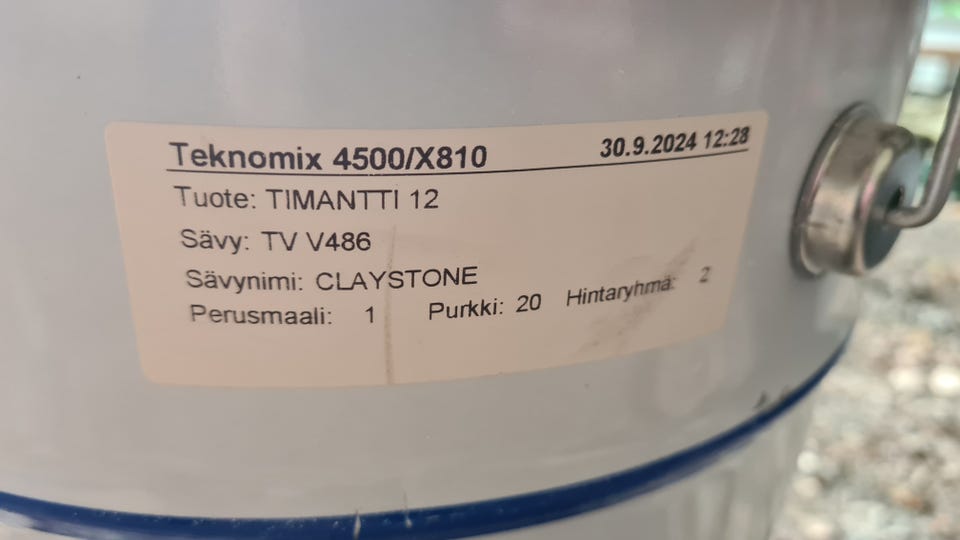 Teknomix 4500/X810 30.9.2024 12:28
Tuote: TIMANTTI 12
Sävy: TV V486
Sävynimi: CLAYSTONE
Perusmaali: 1 Purkki: 20 Hintaryhmä: 2